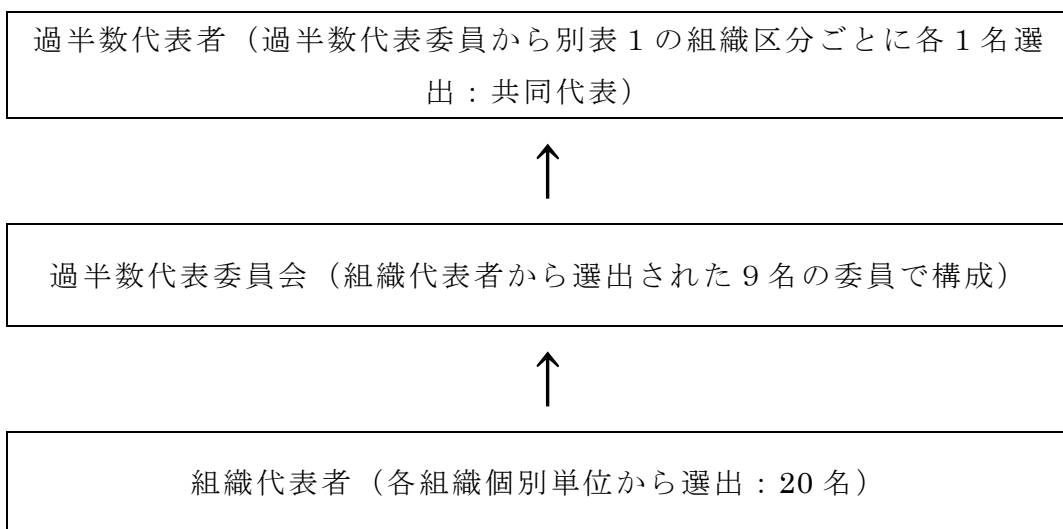 過半数代表者（過半数代表委員から別表１の組織区分ごとに各１名選
出：共同代表）
↑
過半数代表委員会（組織代表者から選出された９名の委員で構成）
↑
組織代表者（各組織個別単位から選出：20 名）